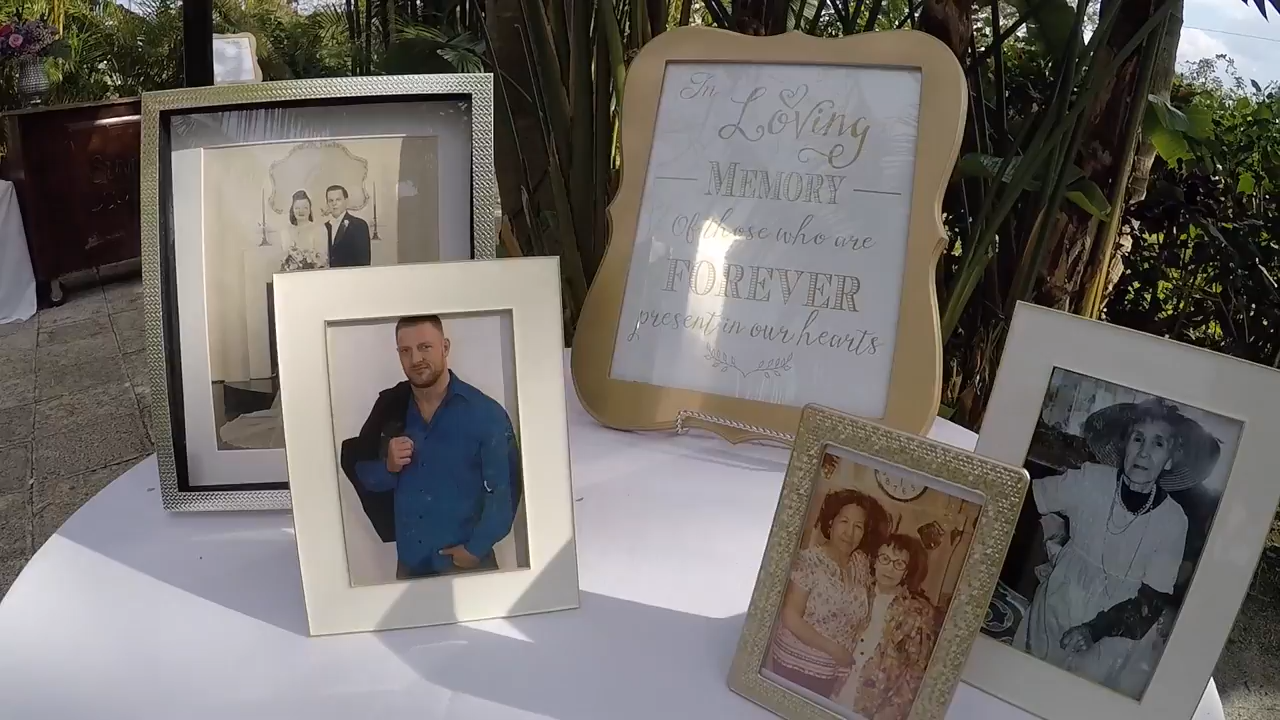 In
Loving
MEMORY
Of those who are
FOREVER
present in our hearts